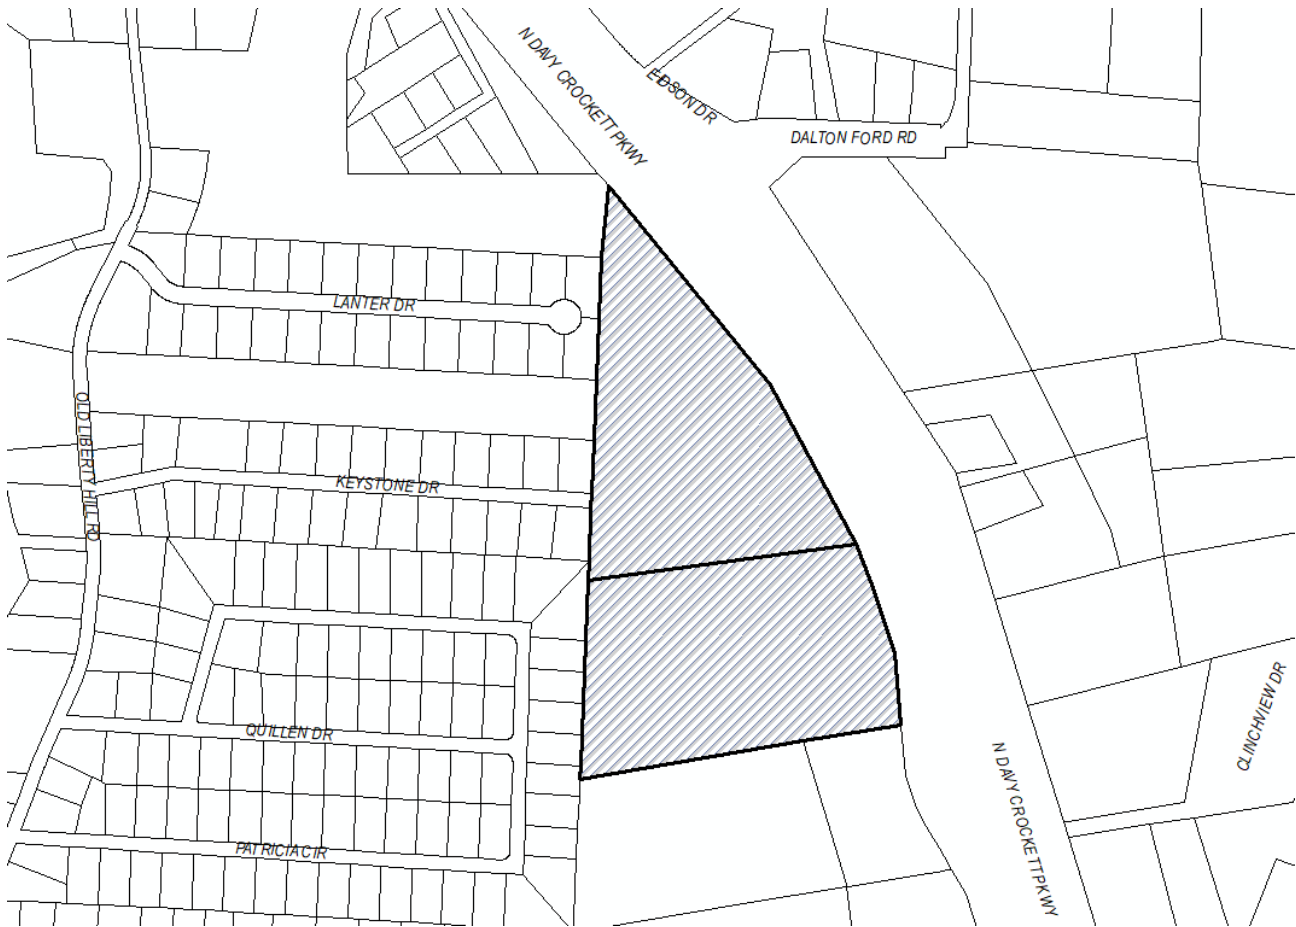 N DAVY CROCKETT PKWY
EDSON DR
DALTON FORD RD
LANTER DR
OLD LIBERTY HILL RD
KEYSTONE DR
QUILLEN DR
CLINCHVIEW DR
N DAVY CROCKETT PKWY
PATRICIA CIR